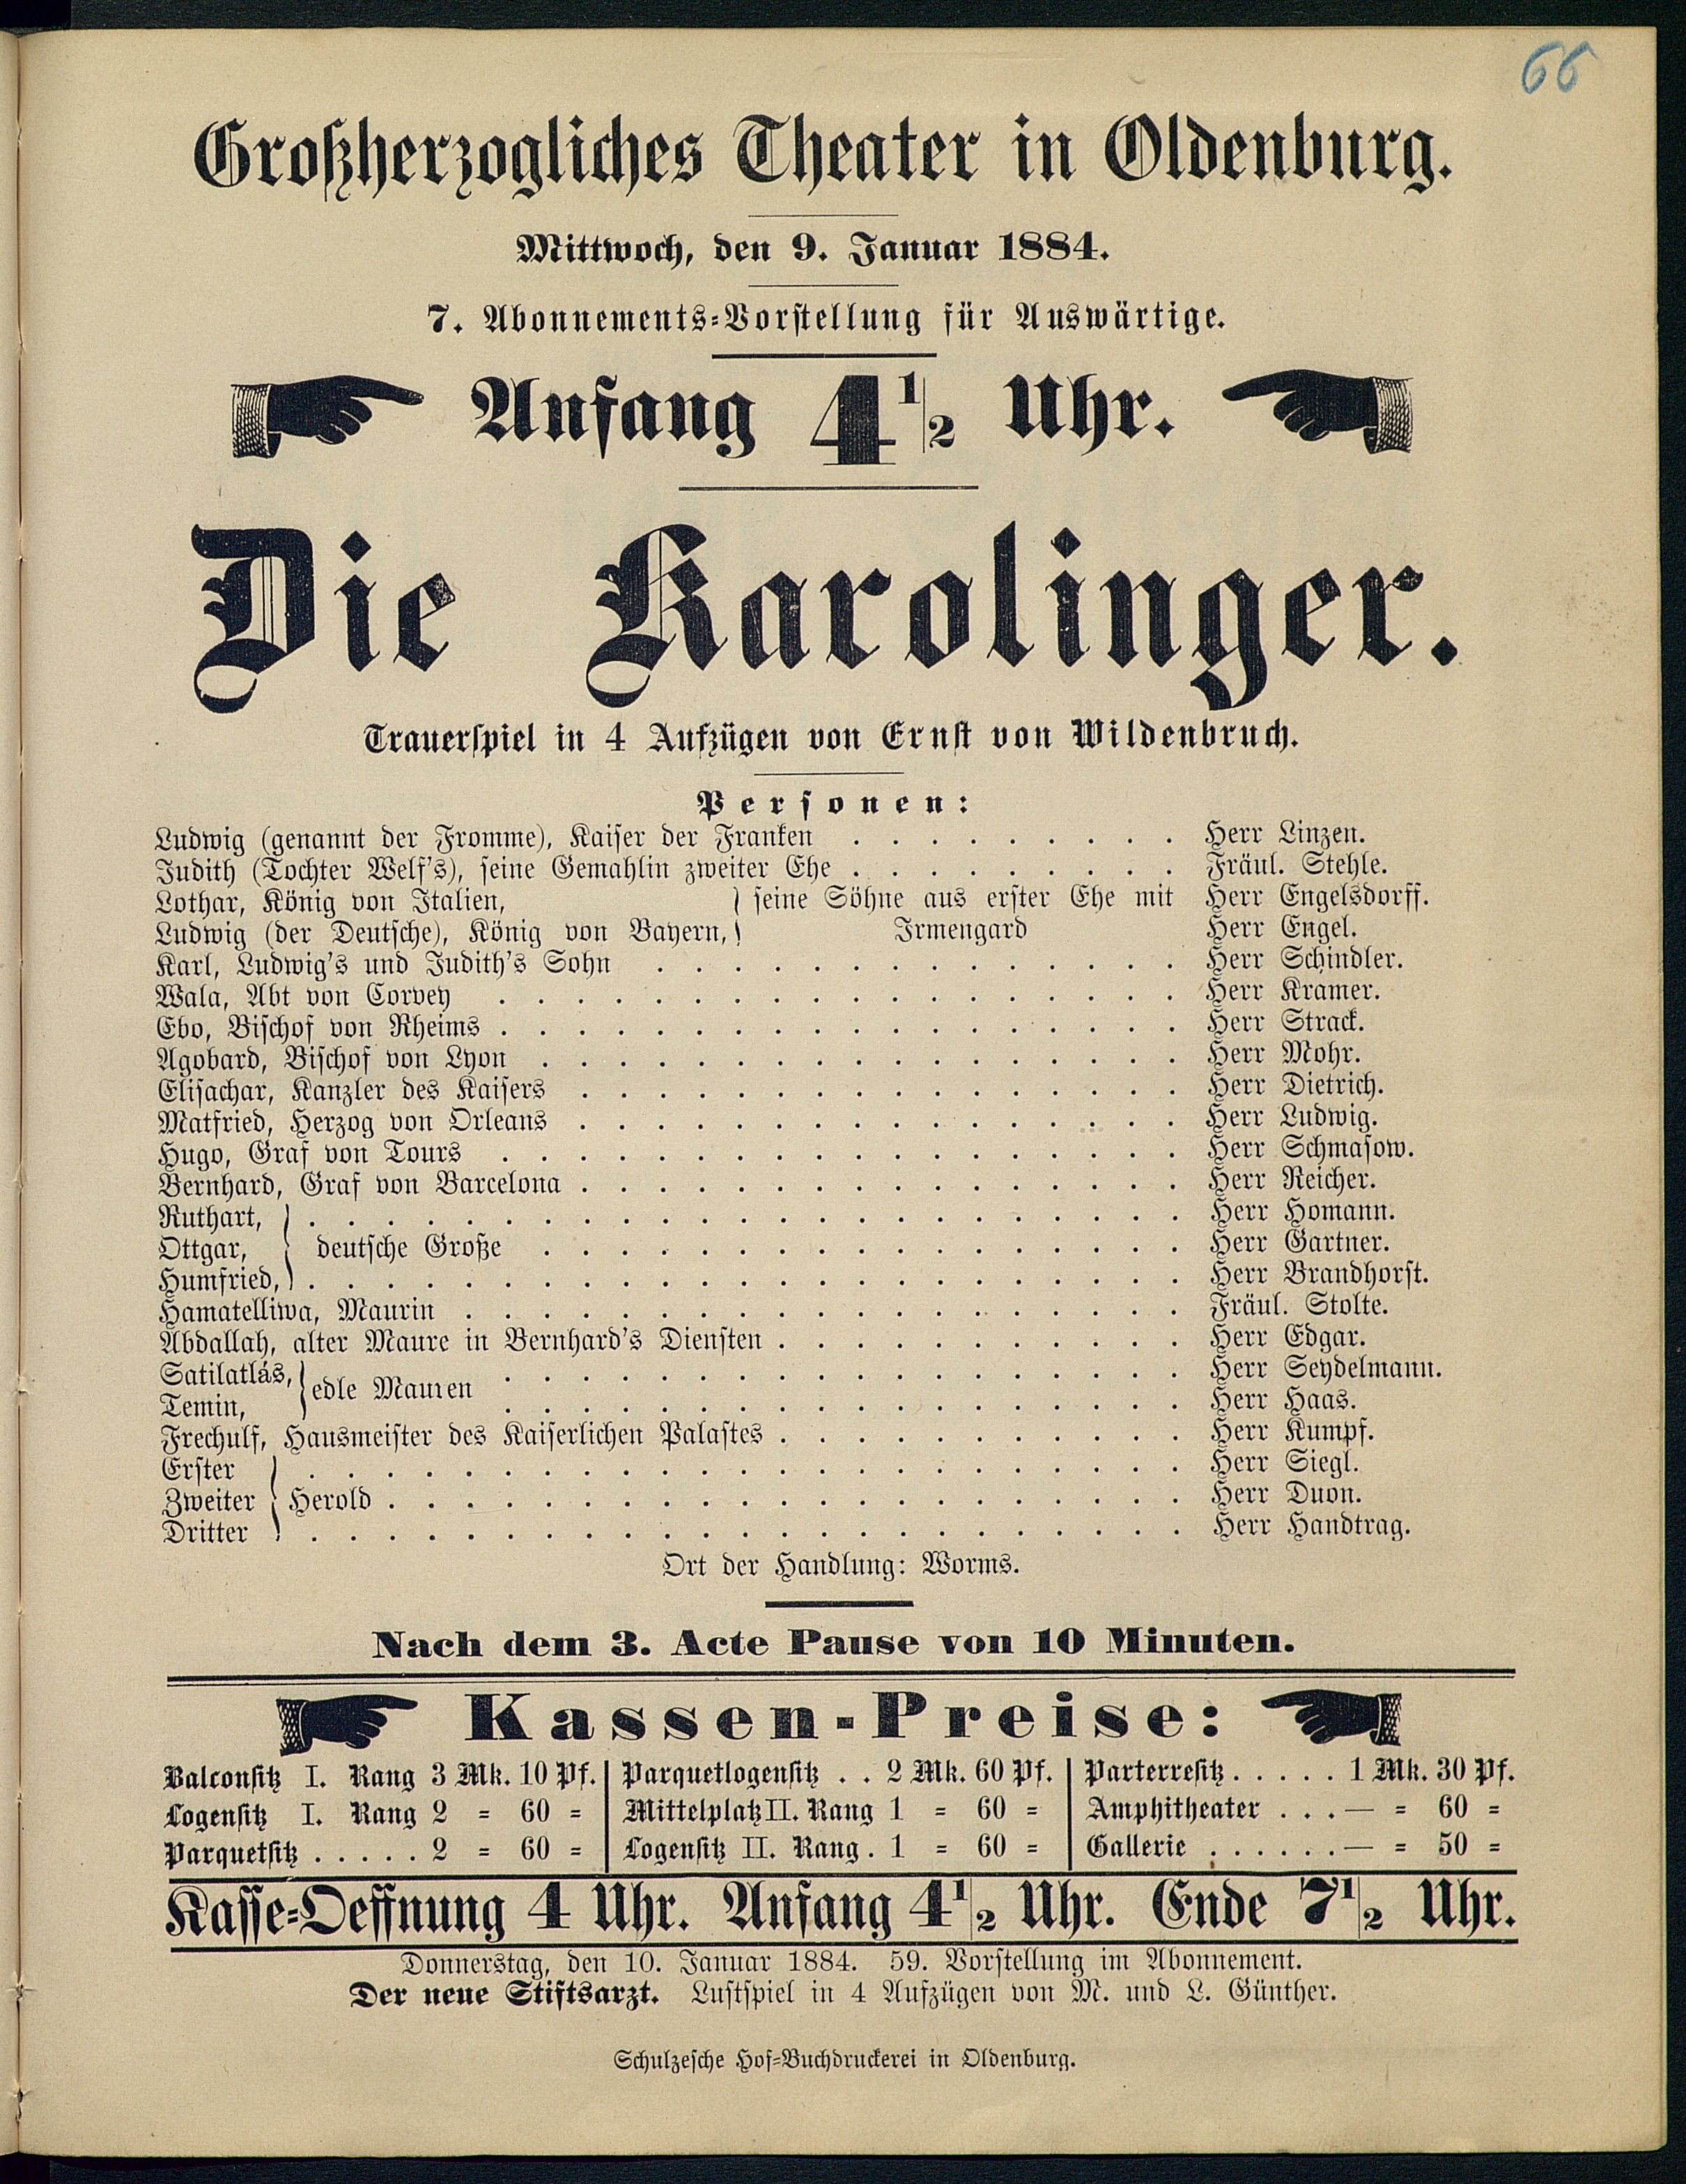 66
Großherzogliches Theater in Oldenburg.
Mittwoch, den 9. Januar 1884.
7. Abonnements-Vorstellung für Auswärtige.
Anfang 4 1/2 Uhr.
Die Karolinger.
Trauerspiel in 4 Aufzügen von Ernst von Wildenbruch.
Personen:
Ludwig (genannt der Fromme), Kaiser der Franken . . . . . . . . . Herr Linzen.
Judith (Tochter Welf's), seine Gemahlin zweiter Ehe . . . . . . . . . Fräul. Stehle.
Lothar, König von Italien, } seine Söhne aus erster Ehe mit Herr Engelsdorff.
Ludwig (der Deutsche), König von Bayern, } Irmengard Herr Engel.
Karl, Ludwig's und Judith's Sohn . . . . . . . . . . . . . . Herr Schindler.
Wala, Abt von Corvey . . . . . . . . . . . . . . . . . . Herr Kramer.
Ebo, Bischof von Rheims . . . . . . . . . . . . . . . . . . Herr Strack.
Agobard, Bischof von Lyon . . . . . . . . . . . . . . . . . Herr Mohr.
Elisachar, Kanzler des Kaisers . . . . . . . . . . . . . . . . Herr Dietrich.
Matfried, Herzog von Orleans . . . . . . . . . . . . . . . . Herr Ludwig.
Hugo, Graf von Tours . . . . . . . . . . . . . . . . . . Herr Schmasow.
Bernhard, Graf von Barcelona . . . . . . . . . . . . . . . . Herr Reicher.
Ruthart, } . . . . . . . . . . . . . . . . . . . . . . . Herr Homann.
Ottgar, } deutsche Große . . . . . . . . . . . . . . . . . Herr Gartner.
Humfried, } . . . . . . . . . . . . . . . . . . . . . . . Herr Brandhorst.
Hamatelliwa, Maurin . . . . . . . . . . . . . . . . . . . Fräul. Stolte.
Abdallah, alter Maure in Bernhard's Diensten . . . . . . . . . . . Herr Edgar.
Satilatlás, } edle Mauren . . . . . . . . . . . . . . . . . . Herr Seydelmann.
Temin, . . . . . . . . . . . . . . . . . . Herr Haas.
Frechulf, Hausmeister des Kaiserlichen Palastes . . . . . . . . . . . Herr Kumpf.
Erster } . . . . . . . . . . . . . . . . . . . . . . . Herr Siegl.
Zweiter } Herold . . . . . . . . . . . . . . . . . . . . . Herr Duon.
Dritter } . . . . . . . . . . . . . . . . . . . . . . . Herr Handtrag.
Ort der Handlung: Worms.
Nach dem 3. Acte Pause von 10 Minuten.
Kassen-Preise:
Balconsitz I. Rang 3 Mk. 10 Pf. | Parquetlogensitz . . 2 Mk. 60 Pf. | Parterresitz . . . . . 1 Mk. 30 Pf.
Logensitz I. Rang 2 = 60 = | Mittelplatz II. Rang 1 = 60 = | Amphitheater . . . — = 60 =
Parquetsitz . . . . . 2 = 60 = | Logensitz II. Rang . 1 = 60 = | Gallerie . . . . . . — = 50 =
Kasse-Oeffnung 4 Uhr. Anfang 4 1/2 Uhr. Ende 7 1/2 Uhr.
Donnerstag, den 10. Januar 1884. 59. Vorstellung im Abonnement.
Der neue Stiftsarzt. Lustspiel in 4 Aufzügen von M. und L. Günther.
Schulzesche Hof-Buchdruckerei in Oldenburg.